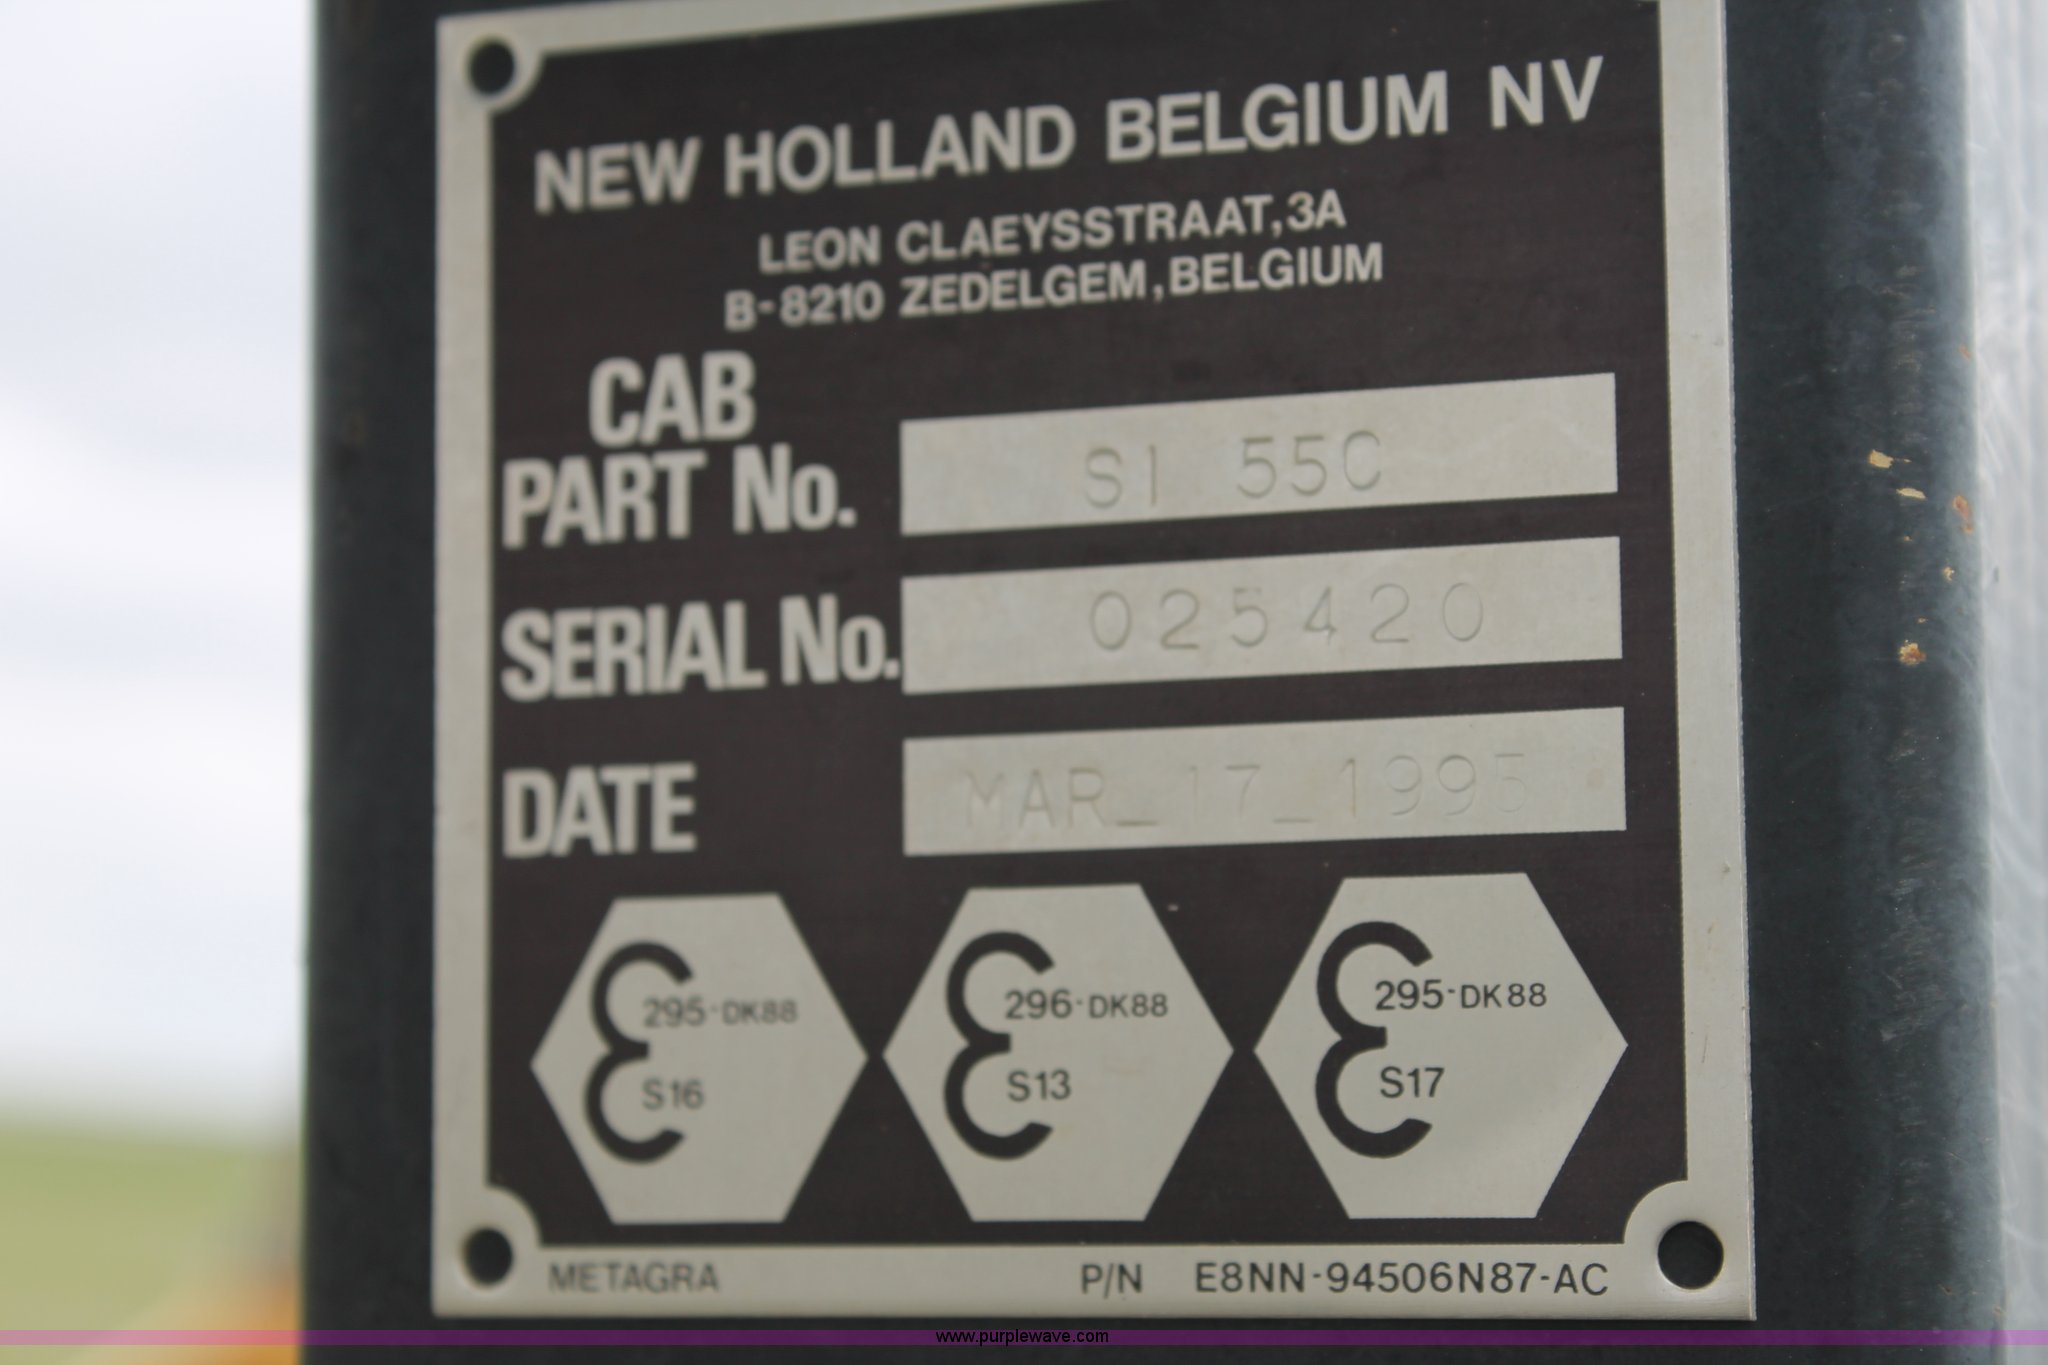 NEW HOLLAND BELGIUM NV
LEON CLAEYSSTRAAT,3A
B-8210 ZEDELGEM,BELGIUM
CAB
PART No. SI 55C
SERIAL No. 025420
DATE MAR_17_1995
295-DK88
S16
296-DK88
S13
295-DK88
S17
METAGRA P/N E8NN-94506N87-AC
www.purplewave.com